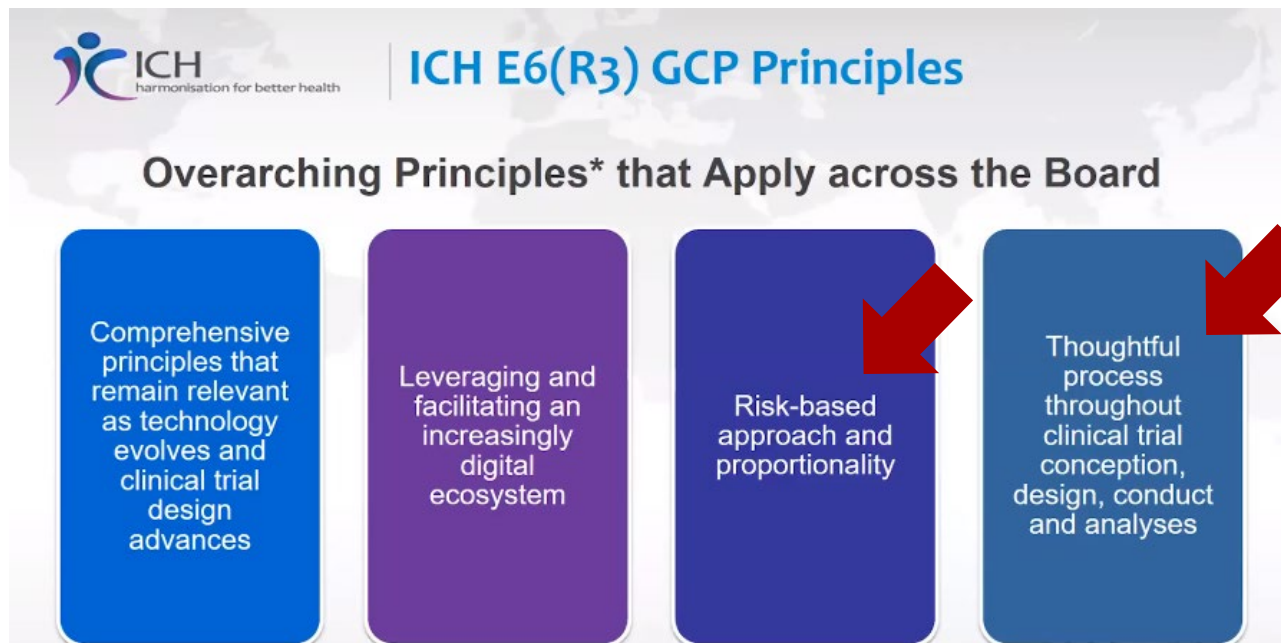 ICH
harmonisation for better health
ICH E6(R3) GCP Principles
Overarching Principles* that Apply across the Board
Comprehensive
principles that
remain relevant
as technology
evolves and
clinical trial
design
advances
Leveraging and
facilitating an
increasingly
digital
ecosystem
Risk-based
approach and
proportionality
Thoughtful
process
throughout
clinical trial
conception,
design, conduct
and analyses